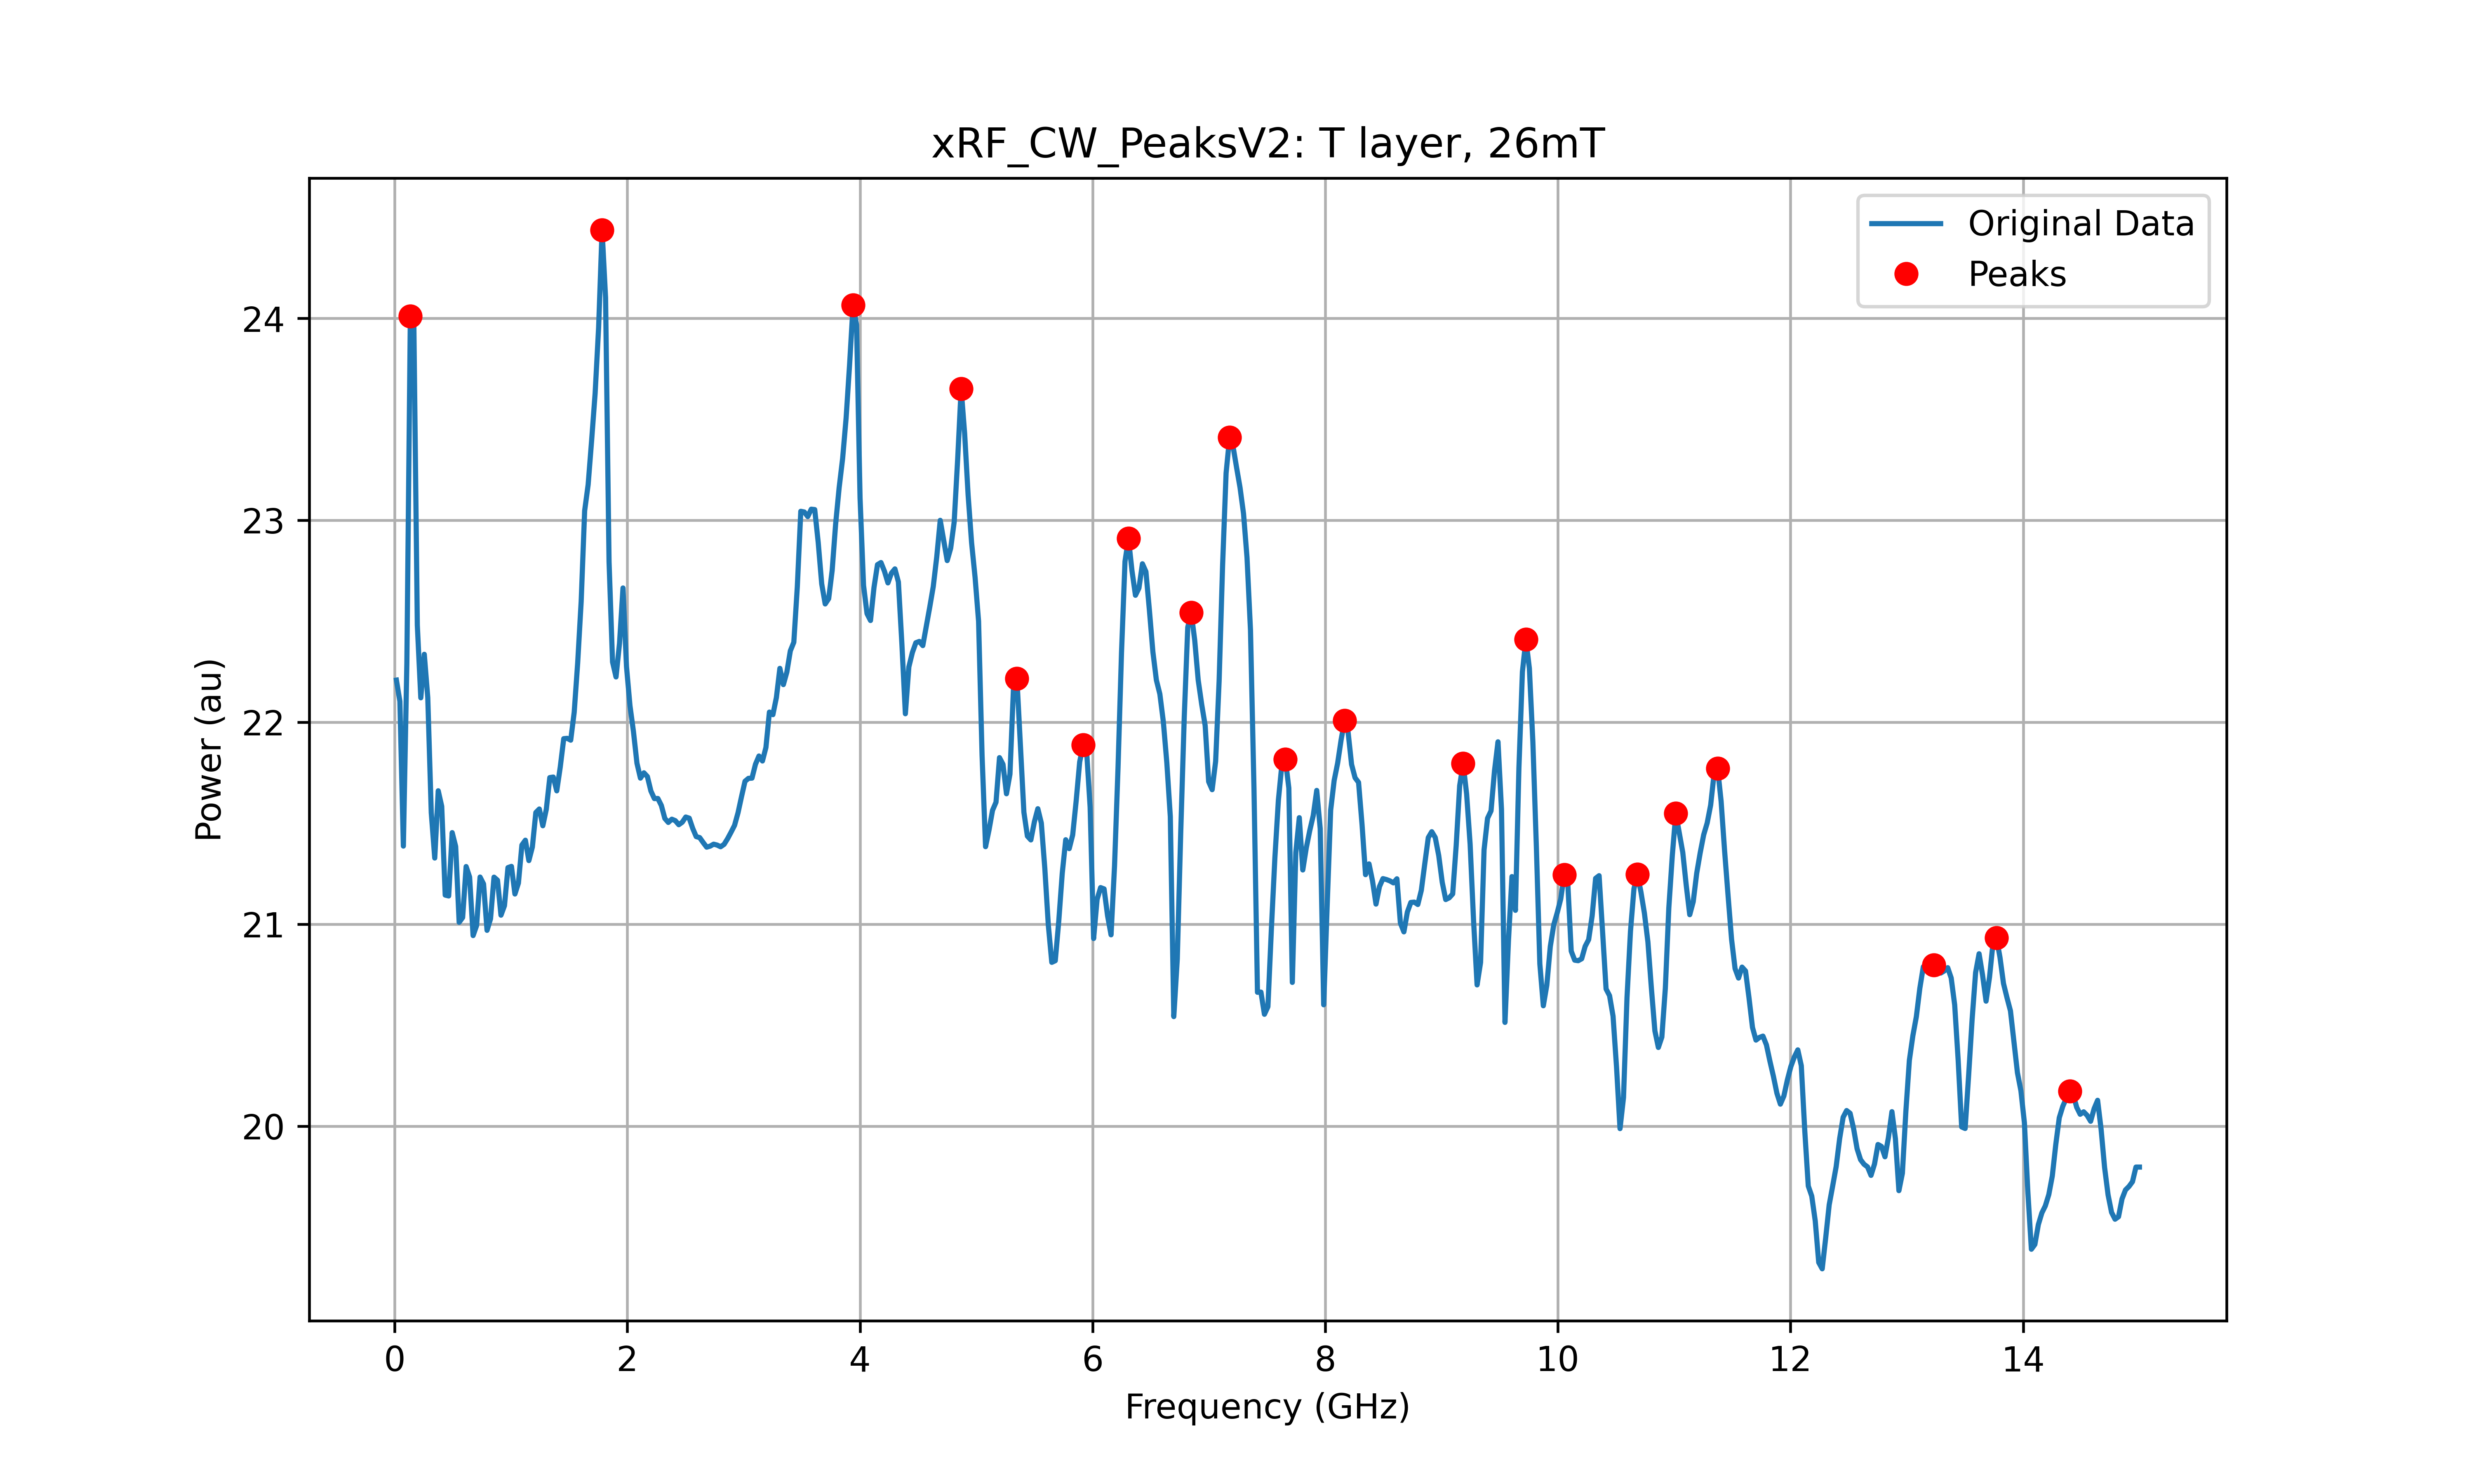 xRF_CW_PeaksV2: T layer, 26mT
Original Data
Peaks
24
23
22
21
20
Power (au)
0 2 4 6 8 10 12 14
Frequency (GHz)